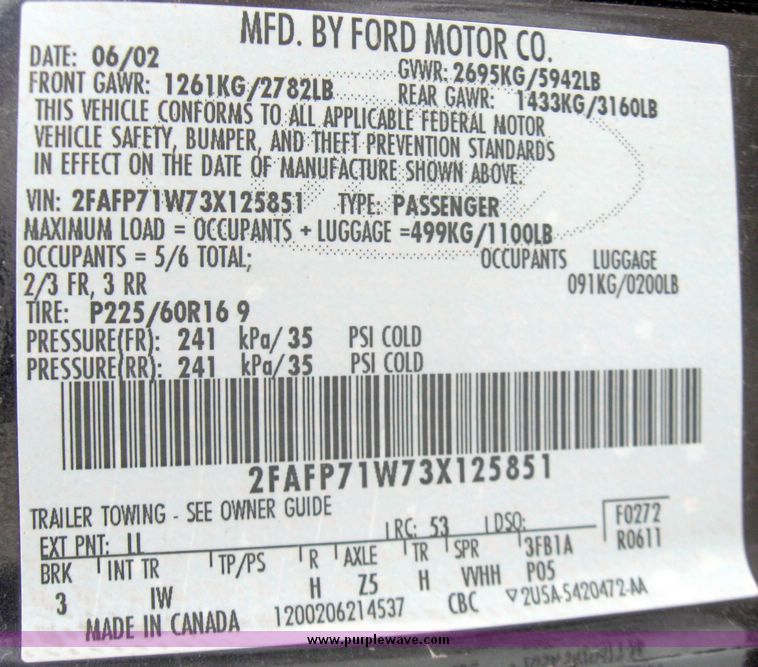 MFD. BY FORD MOTOR CO.
DATE: 06/02 GVWR: 2695KG/5942LB
FRONT GAWR: 1261KG/2782LB REAR GAWR: 1433KG/3160LB
THIS VEHICLE CONFORMS TO ALL APPLICABLE FEDERAL MOTOR
VEHICLE SAFETY, BUMPER, AND THEFT PREVENTION STANDARDS
IN EFFECT ON THE DATE OF MANUFACTURE SHOWN ABOVE.
VIN: 2FAFP71W73X125851 TYPE: PASSENGER
MAXIMUM LOAD = OCCUPANTS + LUGGAGE =499KG/1100LB
OCCUPANTS = 5/6 TOTAL; OCCUPANTS LUGGAGE
2/3 FR, 3 RR 091KG/0200LB
TIRE: P225/60R16 9
PRESSURE(FR): 241 kPa/ 35 PSI COLD
PRESSURE(RR): 241 kPa/ 35 PSI COLD
2FAFP71W73X125851
TRAILER TOWING - SEE OWNER GUIDE
EXT PNT: LL RC: 53 DSO: F0272
BRK INT TR TP/PS R AXLE TR SPR 3FB1A R0611
3 IW H Z5 H VVHH P05
MADE IN CANADA 1200206214537 CBC ▽2U5A-5420472-AA
www.purplewave.com